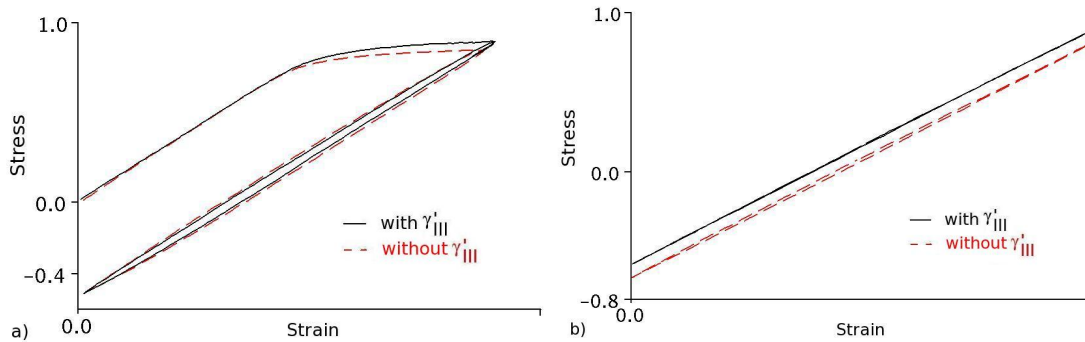 1.0
0.0
−0.4
0.0
Stress
Strain
with γ'III
without γ'III
a)
1.0
0.0
−0.8
0.0
Stress
Strain
with γ'III
without γ'III
b)